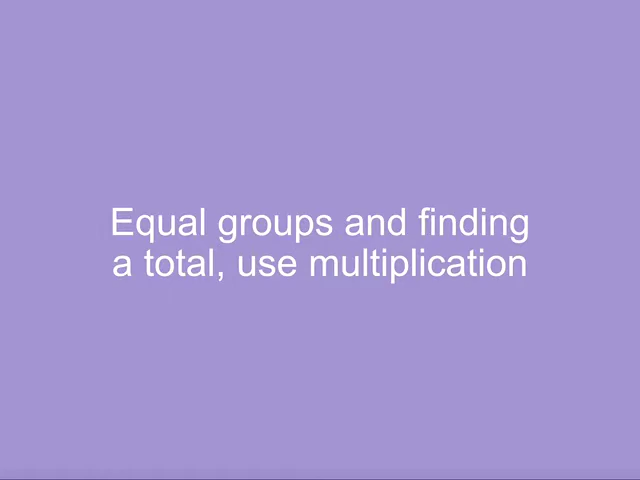 Equal groups and finding
a total, use multiplication